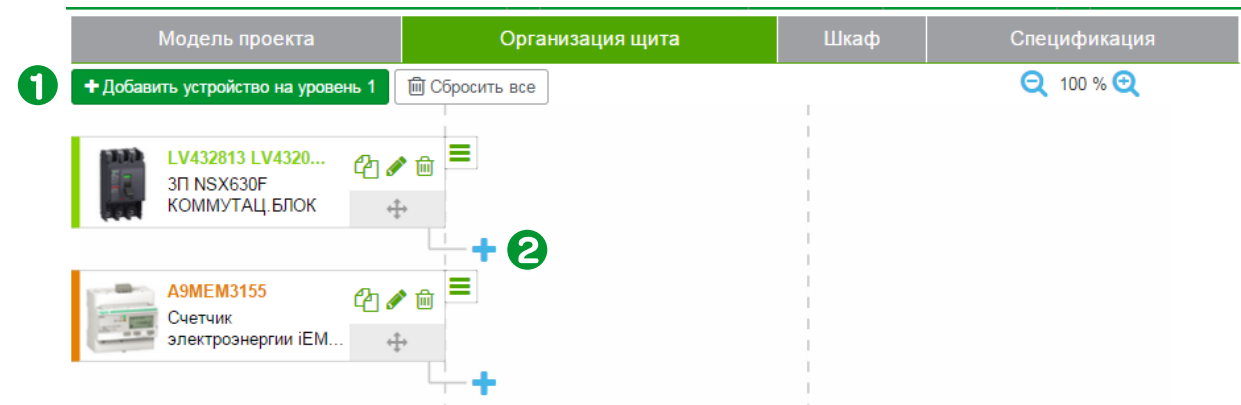 Модель проекта
Организация щита
Шкаф
Спецификация
1
Добавить устройство на уровень 1
Сбросить все
100 %
LV432813 LV4320...
3П NSX630F
КОММУТАЦ.БЛОК
2
A9MEM3155
Счетчик
электроэнергии iEM...